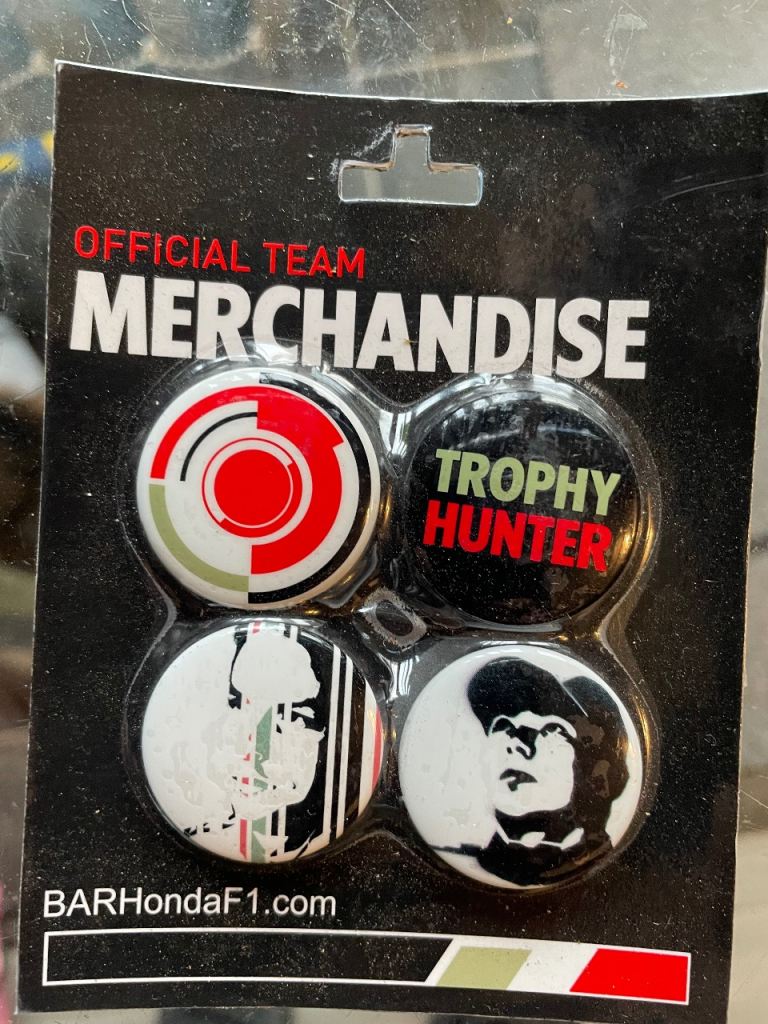 OFFICIAL TEAM
MERCHANDISE
TROPHY
HUNTER
BARHondaF1.com